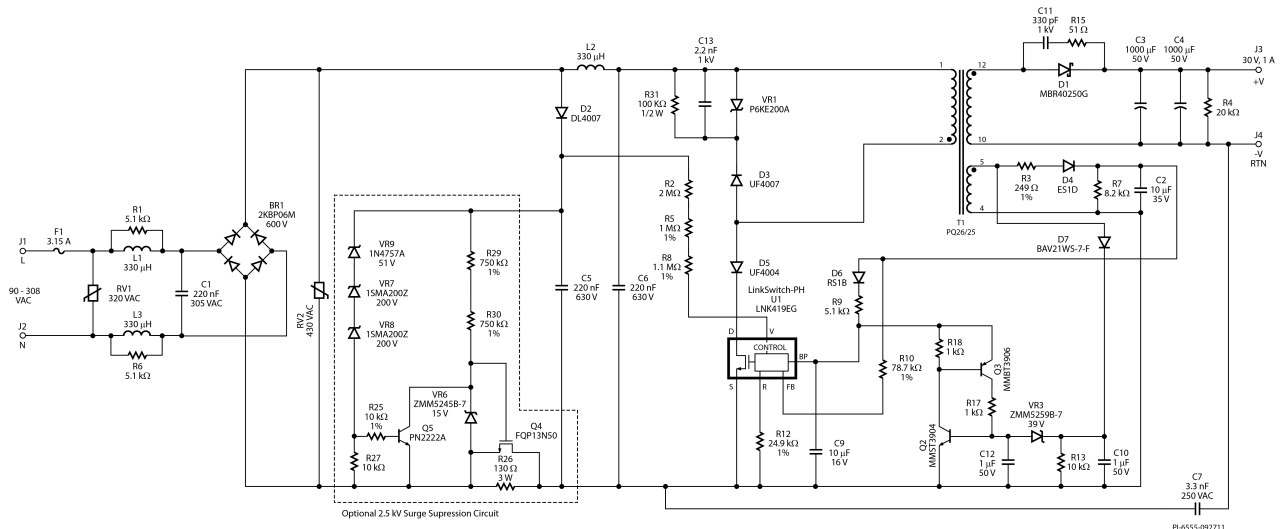 C11
330 pF
1 kV
R15
51 Ω
C3
1000 µF
50 V
C4
1000 µF
50 V
J3
30 V, 1 A
+V
L2
330 µH
C13
2.2 nF
1 kV
1
12
D1
MBR40250G
R31
100 KΩ
1/2 W
VR1
P6KE200A
R4
20 kΩ
D2
DL4007
2
10
J4
-V
RTN
R2
2 MΩ
D3
UF4007
5
R3
249 Ω
1%
D4
ES1D
R7
8.2 kΩ
C2
10 µF
35 V
4
T1
PQ26/25
R1
5.1 kΩ
BR1
2KBP06M
600 V
J1
L
F1
3.15 A
L1
330 µH
R5
1 MΩ
1%
D7
BAV21WS-7-F
VR9
1N4757A
51 V
R29
750 kΩ
1%
R8
1.1 MΩ
1%
D5
UF4004
D6
RS1B
90 - 308
VAC
RV1
320 VAC
C1
220 nF
305 VAC
RV2
430 VAC
VR7
1SMA200Z
200 V
C5
220 nF
630 V
C6
220 nF
630 V
LinkSwitch-PH
U1
LNK419EG
R9
5.1 kΩ
J2
N
L3
330 µH
VR8
1SMA200Z
200 V
R30
750 kΩ
1%
D
V
CONTROL
BP
S
R
FB
R6
5.1 kΩ
R10
78.7 kΩ
1%
R18
1 kΩ
Q3
MMBT3906
R17
1 kΩ
VR3
ZMM5259B-7
39 V
VR6
ZMM5245B-7
15 V
R25
10 kΩ
1%
Q5
PN2222A
Q4
FQP13N50
R27
10 kΩ
R26
130 Ω
3 W
R12
24.9 kΩ
1%
C9
10 µF
16 V
Q2
MMST3904
C12
1 µF
50 V
R13
10 kΩ
C10
1 µF
50 V
C7
3.3 nF
250 VAC
Optional 2.5 kV Surge Supression Circuit
PI-6555-092711